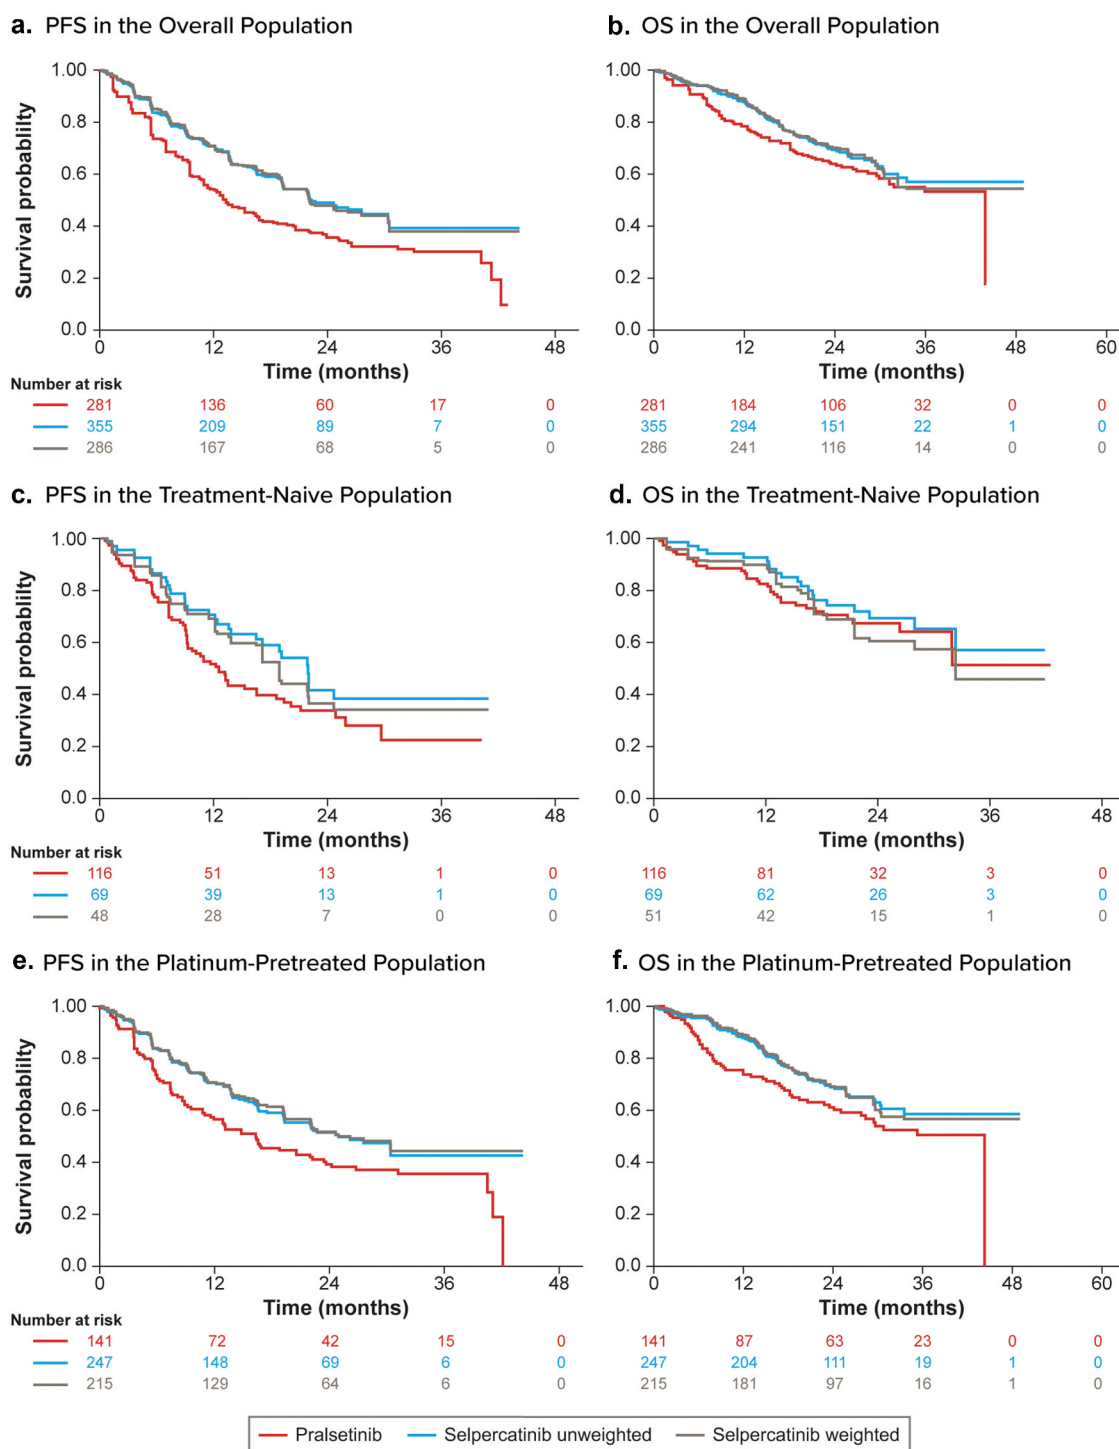 a. PFS in the Overall Population
1.00
0.8
0.6
0.4
0.2
0.0
Survival probablilty
0 12 24 36 48
Time (months)
Number at risk
281 136 60 17 0
355 209 89 7 0
286 167 68 5 0
b. OS in the Overall Population
1.00
0.8
0.6
0.4
0.2
0.0
0 12 24 36 48 60
Time (months)
281 184 106 32 0 0
355 294 151 22 1 0
286 241 116 14 0 0
c. PFS in the Treatment-Naive Population
1.00
0.8
0.6
0.4
0.2
0.0
Survival probablilty
0 12 24 36 48
Time (months)
Number at risk
116 51 13 1 0
69 39 13 1 0
48 28 7 0 0
d. OS in the Treatment-Naive Population
1.00
0.8
0.6
0.4
0.2
0.0
0 12 24 36 48
Time (months)
116 81 32 3 0
69 62 26 3 0
51 42 15 1 0
e. PFS in the Platinum-Pretreated Population
1.00
0.8
0.6
0.4
0.2
0.0
Survival probablilty
0 12 24 36 48
Time (months)
Number at risk
141 72 42 15 0
247 148 69 6 0
215 129 64 6 0
f. OS in the Platinum-Pretreated Population
1.00
0.8
0.6
0.4
0.2
0.0
0 12 24 36 48 60
Time (months)
141 87 63 23 0 0
247 204 111 19 1 0
215 181 97 16 1 0
Pralsetinib Selpercatinib unweighted Selpercatinib weighted